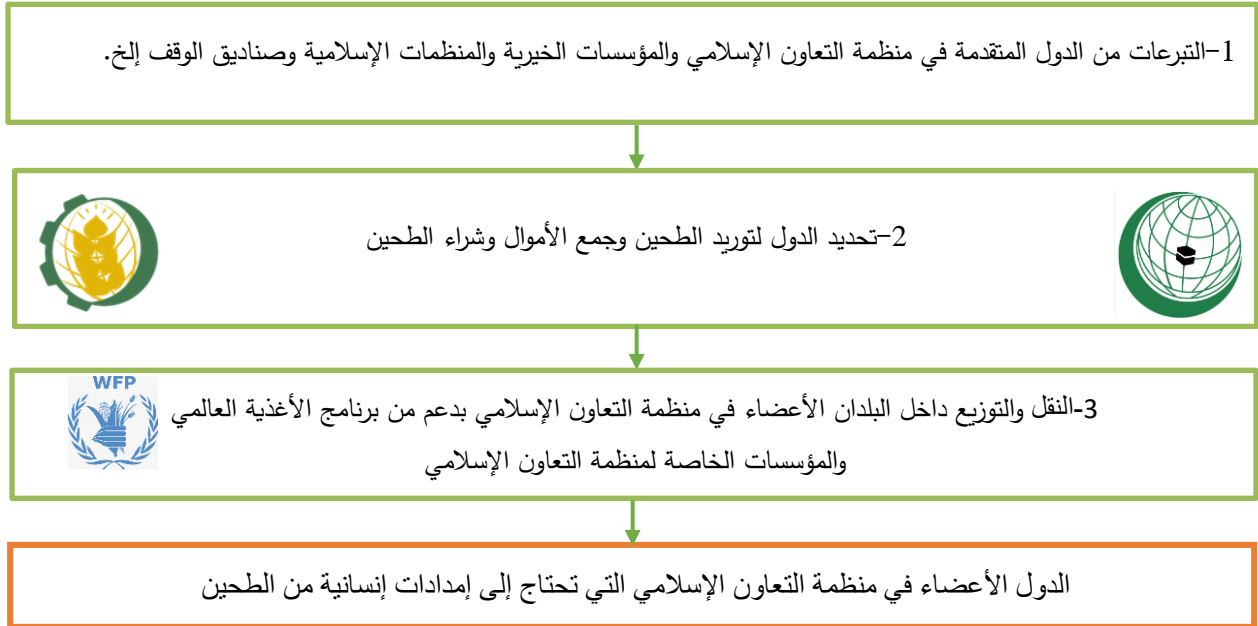 1-التبرعات من الدول المتقدمة في منظمة التعاون الإسلامي والمؤسسات الخيرية والمنظمات الإسلامية وصناديق الوقف إلخ.
2-تحديد الدول لتوريد الطحين وجمع الأموال وشراء الطحين
WFP
3-النقل والتوزيع داخل البلدان الأعضاء في منظمة التعاون الإسلامي بدعم من برنامج الأغذية العالمي
والمؤسسات الخاصة لمنظمة التعاون الإسلامي
الدول الأعضاء في منظمة التعاون الإسلامي التي تحتاج إلى إمدادات إنسانية من الطحين